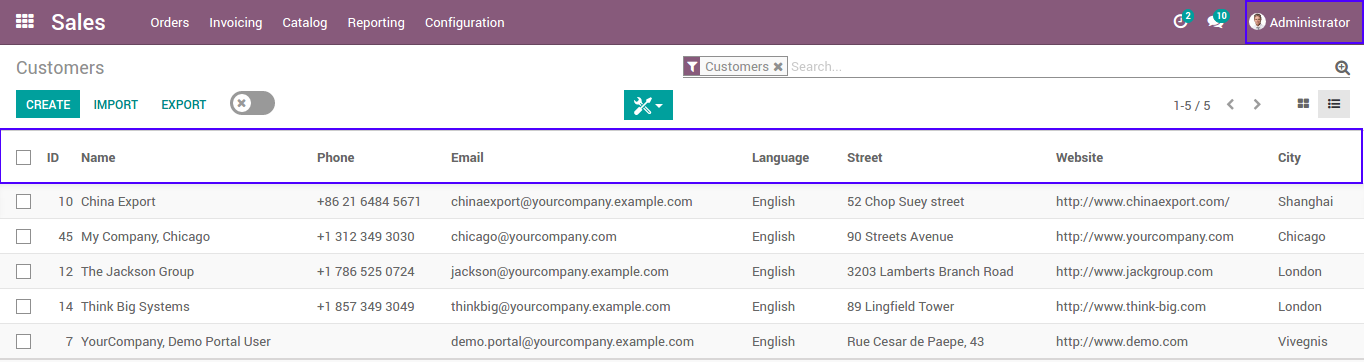 Sales Orders Invoicing Catalog Reporting Configuration 2 10 Administrator
Customers Customers Search...
CREATE IMPORT EXPORT 1-5 / 5
ID Name Phone Email Language Street Website City
10 China Export +86 21 6484 5671 chinaexport@yourcompany.example.com English 52 Chop Suey street http://www.chinaexport.com/ Shanghai
45 My Company, Chicago +1 312 349 3030 chicago@yourcompany.com English 90 Streets Avenue http://www.yourcompany.com Chicago
12 The Jackson Group +1 786 525 0724 jackson@yourcompany.example.com English 3203 Lamberts Branch Road http://www.jackgroup.com London
14 Think Big Systems +1 857 349 3049 thinkbig@yourcompany.example.com English 89 Lingfield Tower http://www.think-big.com London
7 YourCompany, Demo Portal User demo.portal@yourcompany.example.com English Rue Cesar de Paepe, 43 http://www.demo.com Vivegnis